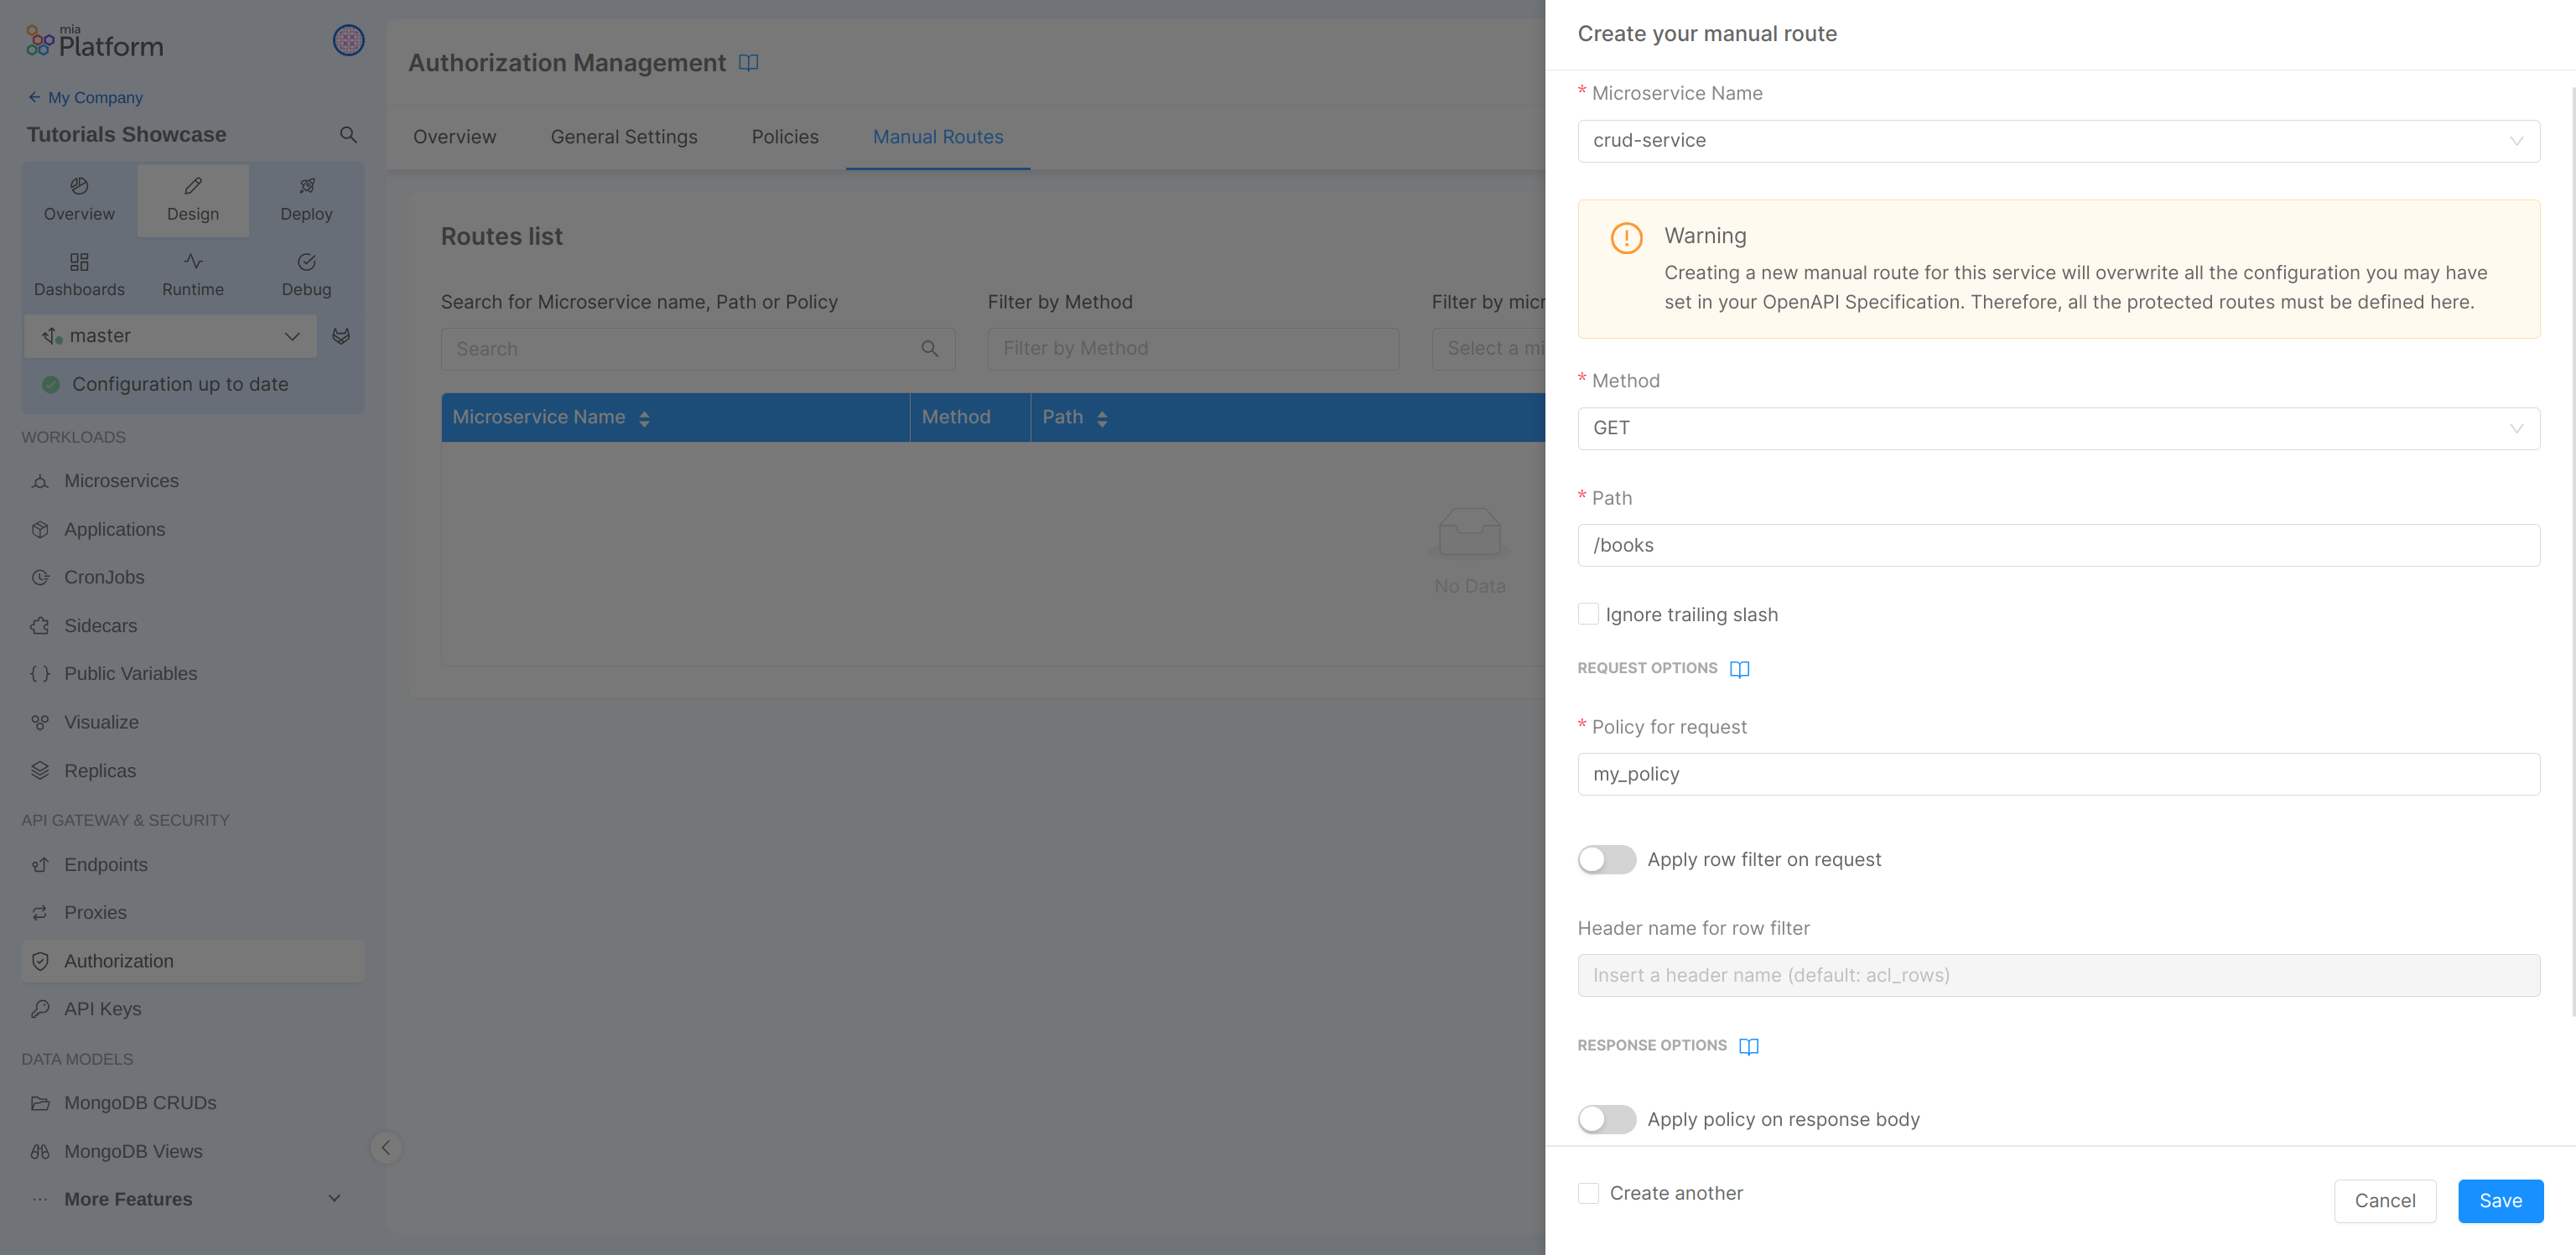 mia
Platform
My Company
Tutorials Showcase
Overview
Design
Deploy
Dashboards
Runtime
Debug
master
Configuration up to date
WORKLOADS
Microservices
Applications
CronJobs
Sidecars
Public Variables
Visualize
Replicas
API GATEWAY & SECURITY
Endpoints
Proxies
Authorization
API Keys
DATA MODELS
MongoDB CRUDs
MongoDB Views
More Features
Authorization Management
Overview
General Settings
Policies
Manual Routes
Routes list
Search for Microservice name, Path or Policy
Filter by Method
Filter by micr
Search
Filter by Method
Select a mi
Microservice Name
Method
Path
No Data
Create your manual route
* Microservice Name
crud-service
Warning
Creating a new manual route for this service will overwrite all the configuration you may have
set in your OpenAPI Specification. Therefore, all the protected routes must be defined here.
* Method
GET
* Path
/books
Ignore trailing slash
REQUEST OPTIONS
* Policy for request
my_policy
Apply row filter on request
Header name for row filter
Insert a header name (default: acl_rows)
RESPONSE OPTIONS
Apply policy on response body
Create another
Cancel
Save